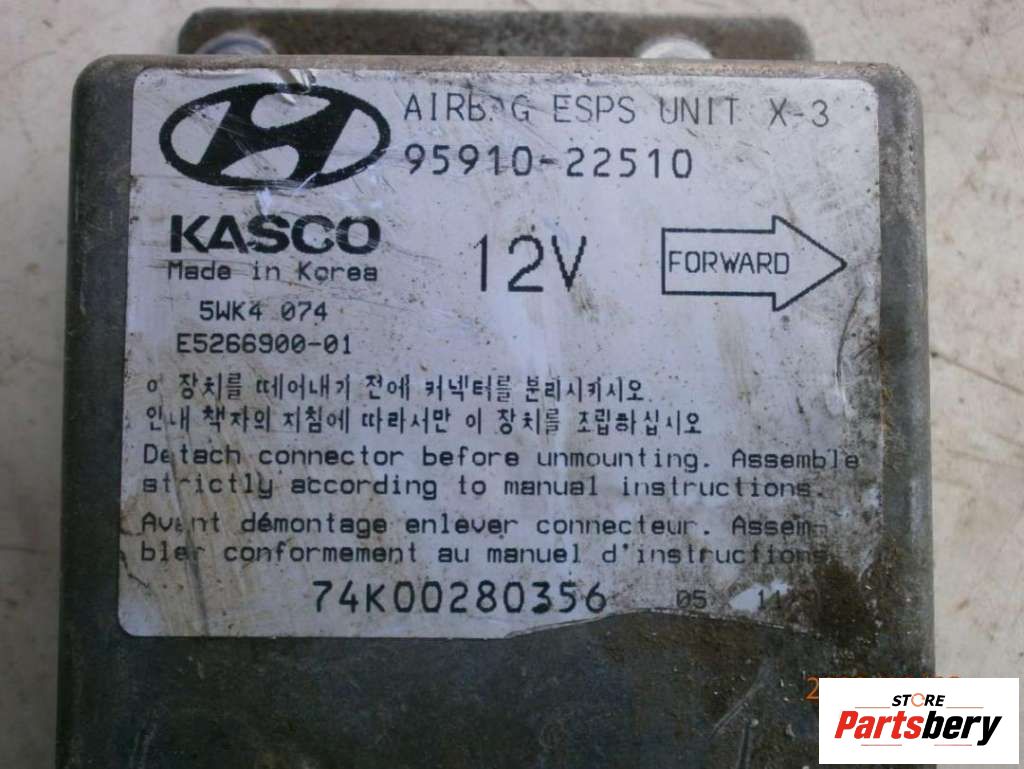 AIRBAG ESPS UNIT X-3
95910-22510
KASCO
Made in Korea
12V
FORWARD
5WK4 074
E5266900-01
이 장치를 떼어내기 전에 커넥터를 분리시키시오
인내 책자의 지침에 따라서만 이 장치를 조립하십시오
Detach connector before unmounting. Assemble
strictly according to manual instructions.
Avant démontage enlever connecteur. Assem-
bler conformement au manuel d'instructions
74K00280356
05
STORE
Partsbery